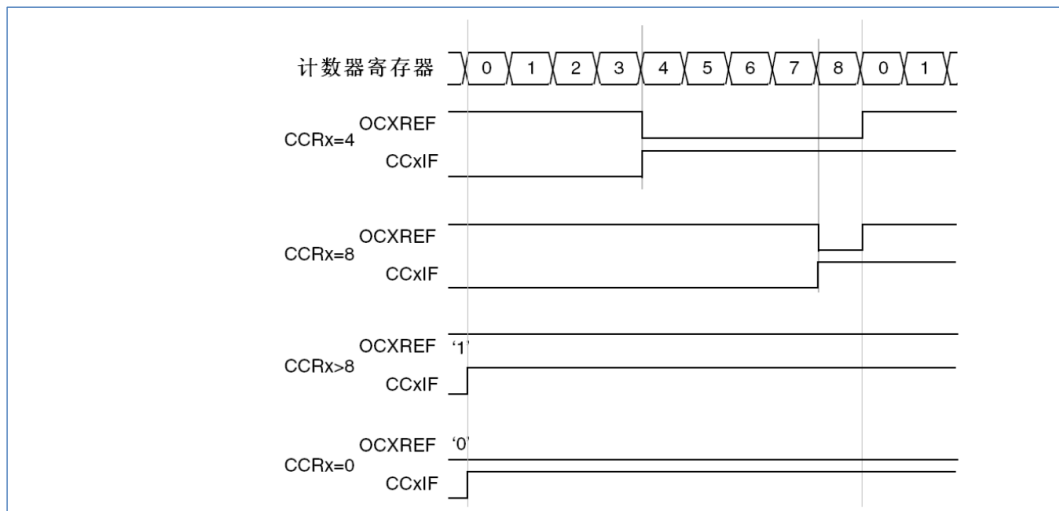 计数器寄存器 0 1 2 3 4 5 6 7 8 0 1
OCXREF
CCRx=4
CCxIF
OCXREF
CCRx=8
CCxIF
OCXREF ‘1’
CCRx>8
CCxIF
OCXREF ‘0’
CCRx=0
CCxIF